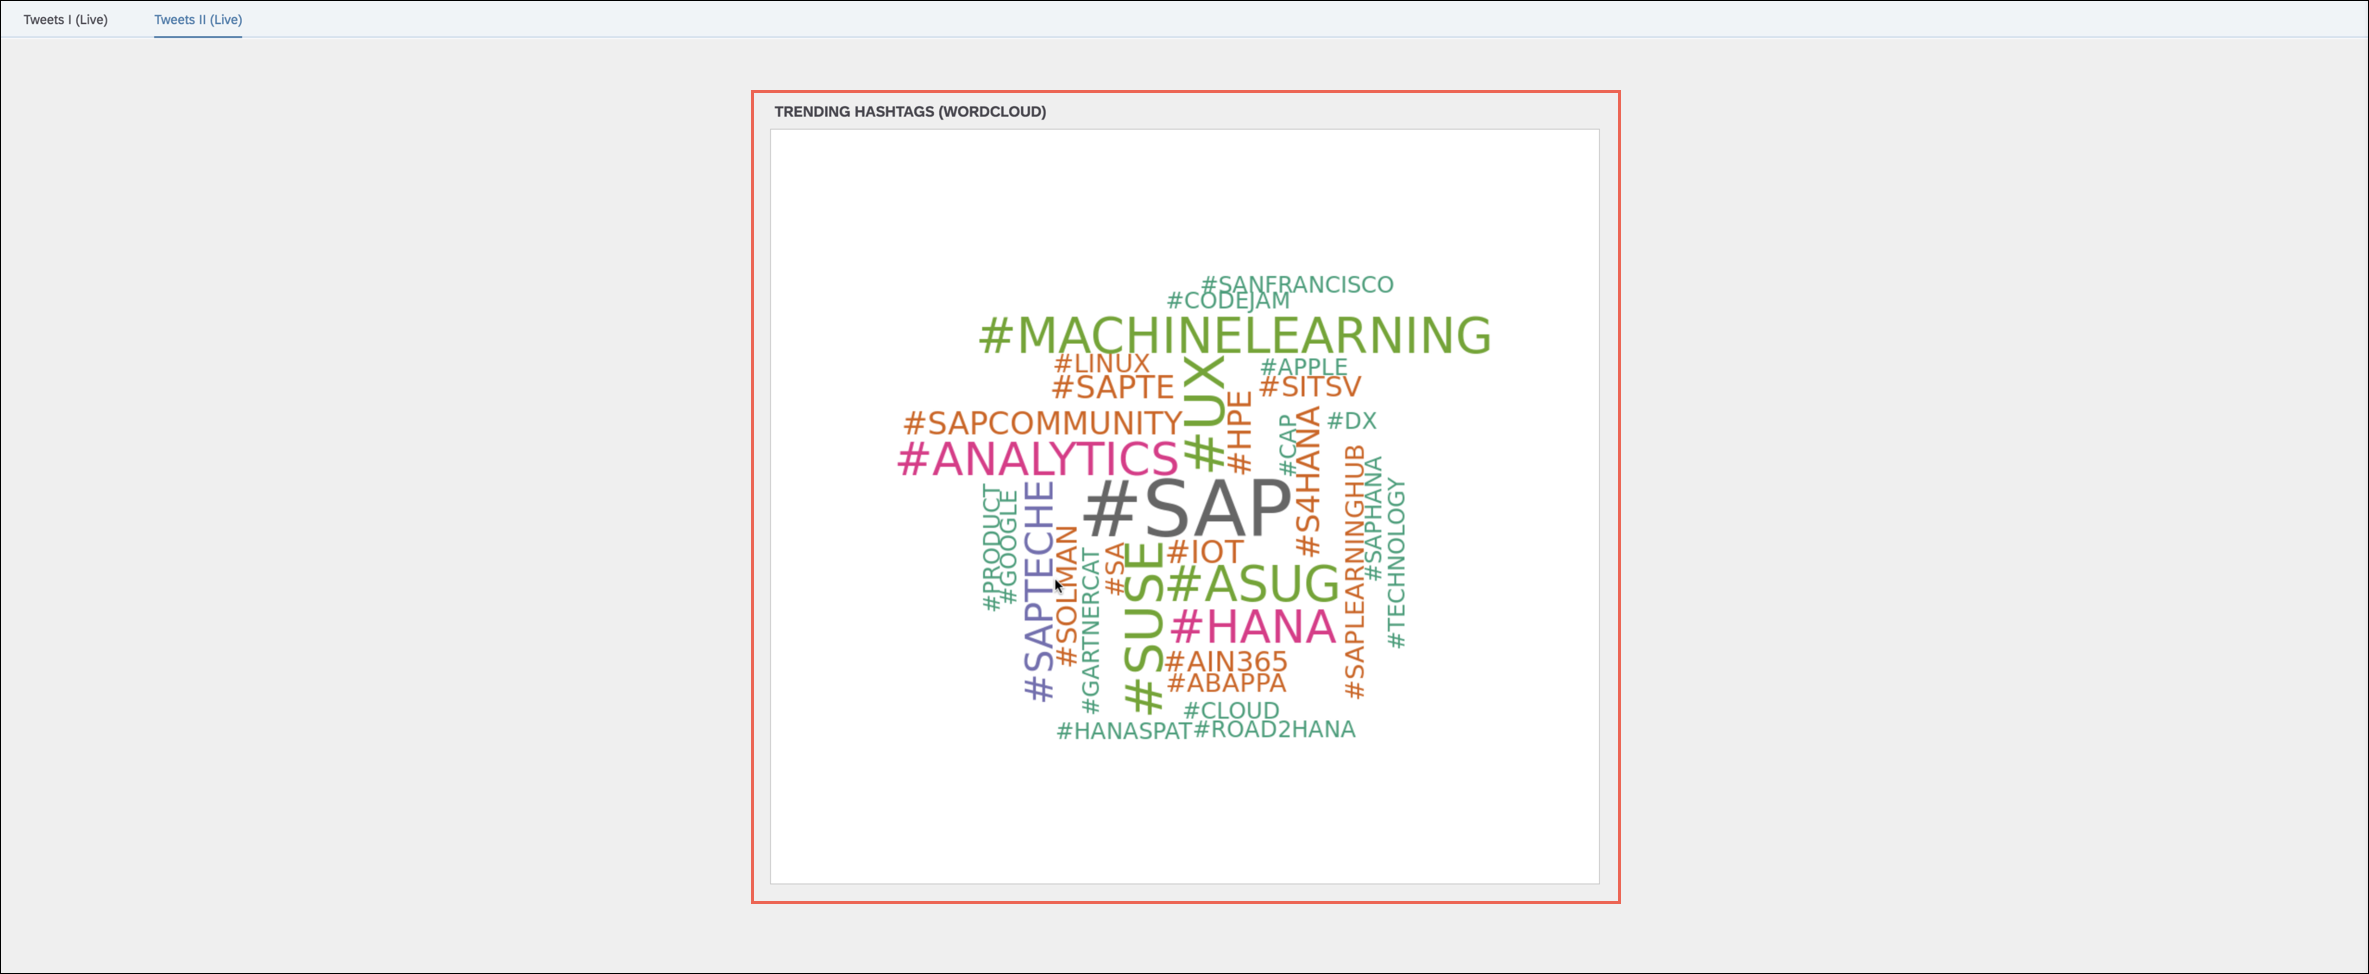 Tweets I (Live)
Tweets II (Live)
TRENDING HASHTAGS (WORDCLOUD)
#SANFRANCISCO
#CODEJAM
#MACHINELEARNING
#LINUX
#UX
#APPLE
#SAPTE
#SITSV
#HPE
#SAPCOMMUNITY
#CAP
#S4HANA
#DX
#ANALYTICS
#SAP
#SAPLEARNINGHUB
#SAPHANA
#TECHNOLOGY
#PRODUCT
#GOOGLE
#SAPTECHE
#SOLMAN
#GARTNERCAT
#SA
#SUSE
#IOT
#ASUG
#HANA
#AIN365
#ABAPPA
#CLOUD
#HANASPAT
#ROAD2HANA